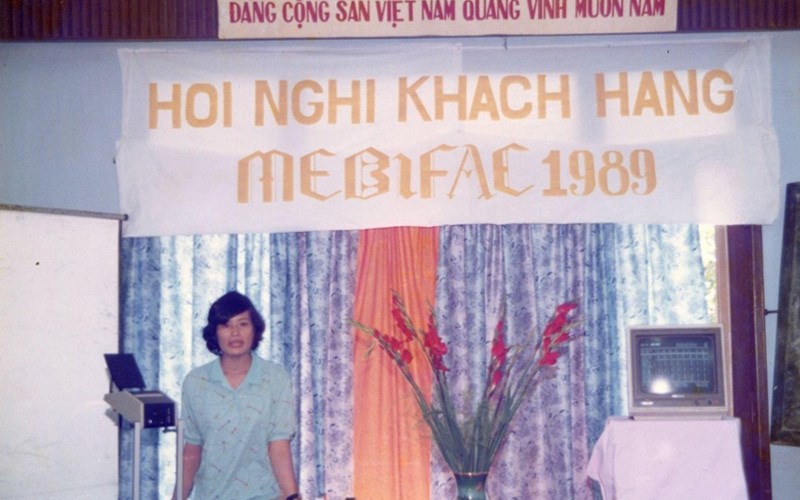 ĐẢNG CỘNG SẢN VIỆT NAM QUANG VINH MUÔN NĂM
HOI NGHI KHACH HANG
MEBIFAC 1989